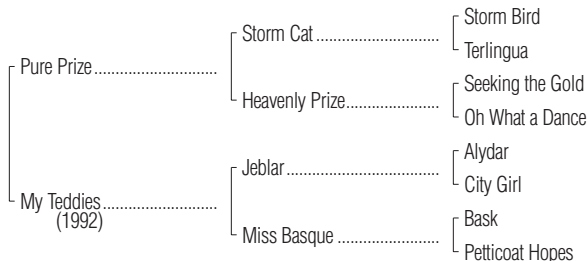 Storm Bird
Storm Cat ..............................
Terlingua
Pure Prize..............................
Seeking the Gold
Heavenly Prize.......................
Oh What a Dance
Alydar
Jeblar.....................................
City Girl
My Teddies............................
(1992)
Bask
Miss Basque .........................
Petticoat Hopes